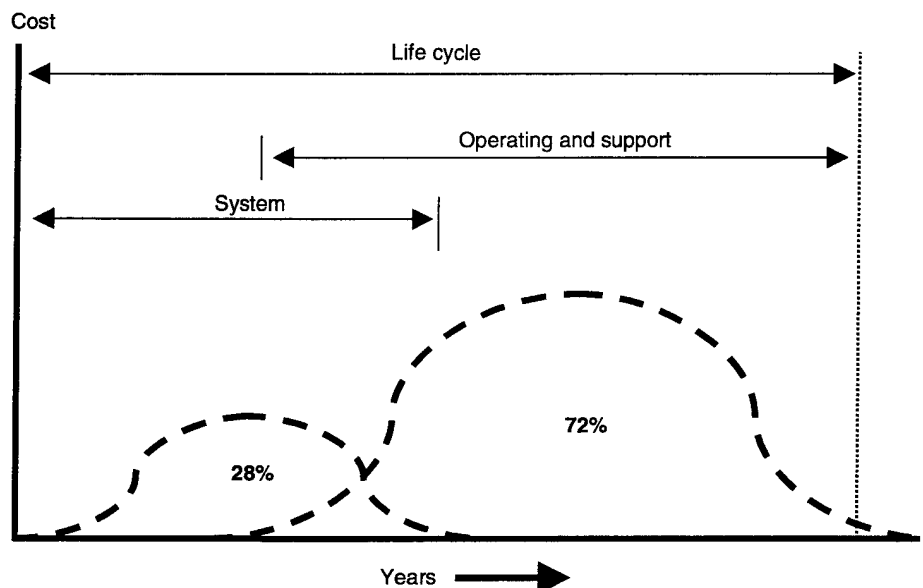 Cost
Life cycle
Operating and support
System
72%
28%
Years